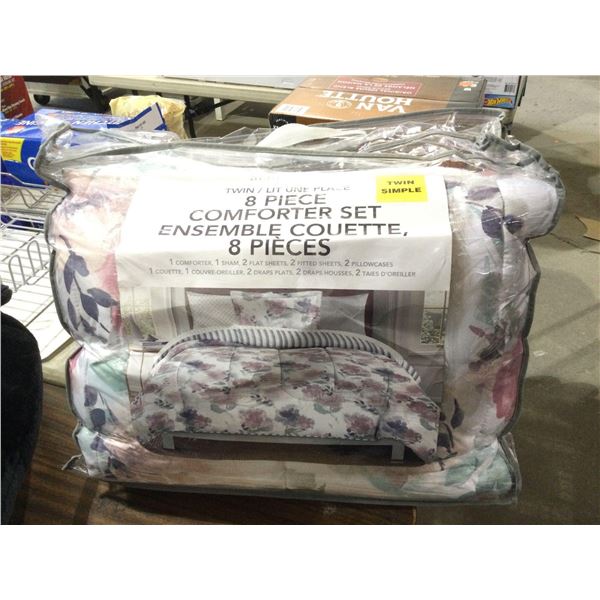 VAN
HOUTTE
TWIN / LIT UNE PLACE
8 PIECE
COMFORTER SET
ENSEMBLE COUETTE,
8 PIÈCES
1 COMFORTER, 1 SHAM, 2 FLAT SHEETS, 2 FITTED SHEETS, 2 PILLOWCASES
1 COUETTE, 1 COUVRE-OREILLER, 2 DRAPS PLATS, 2 DRAPS HOUSSES, 2 TAIES D'OREILLER
TWIN
SIMPLE